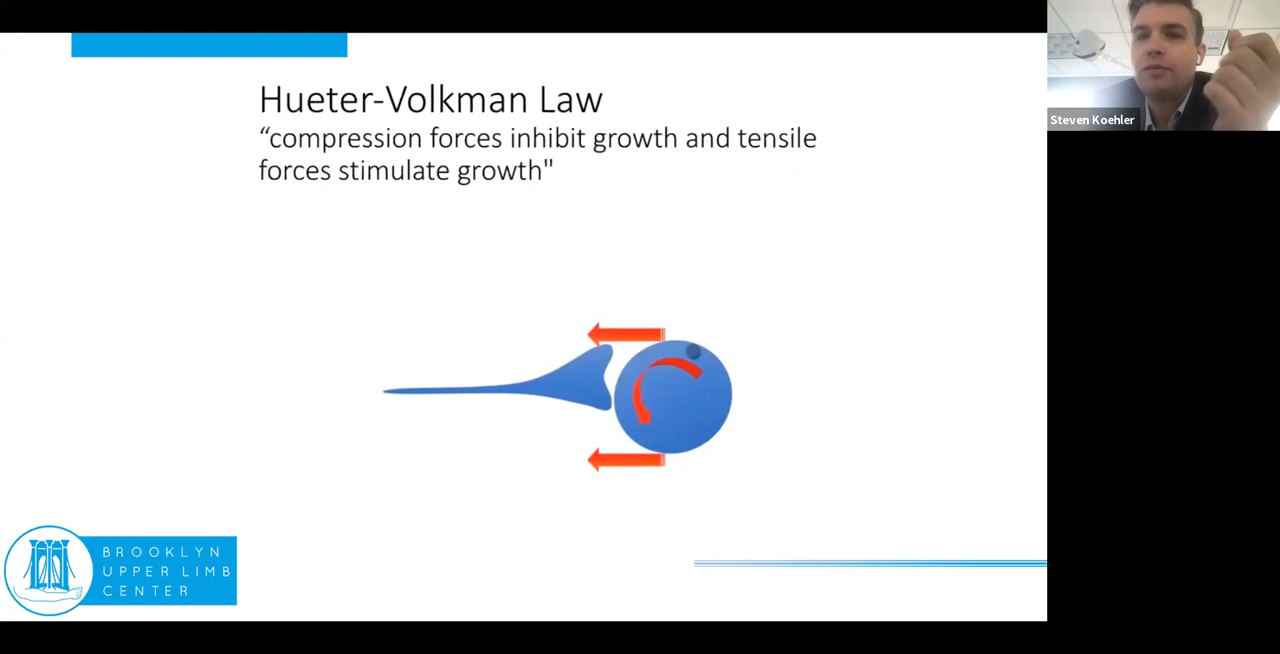 Hueter-Volkman Law
“compression forces inhibit growth and tensile
forces stimulate growth"
Steven Koehler
BROOKLYN
UPPER LIMB
CENTER